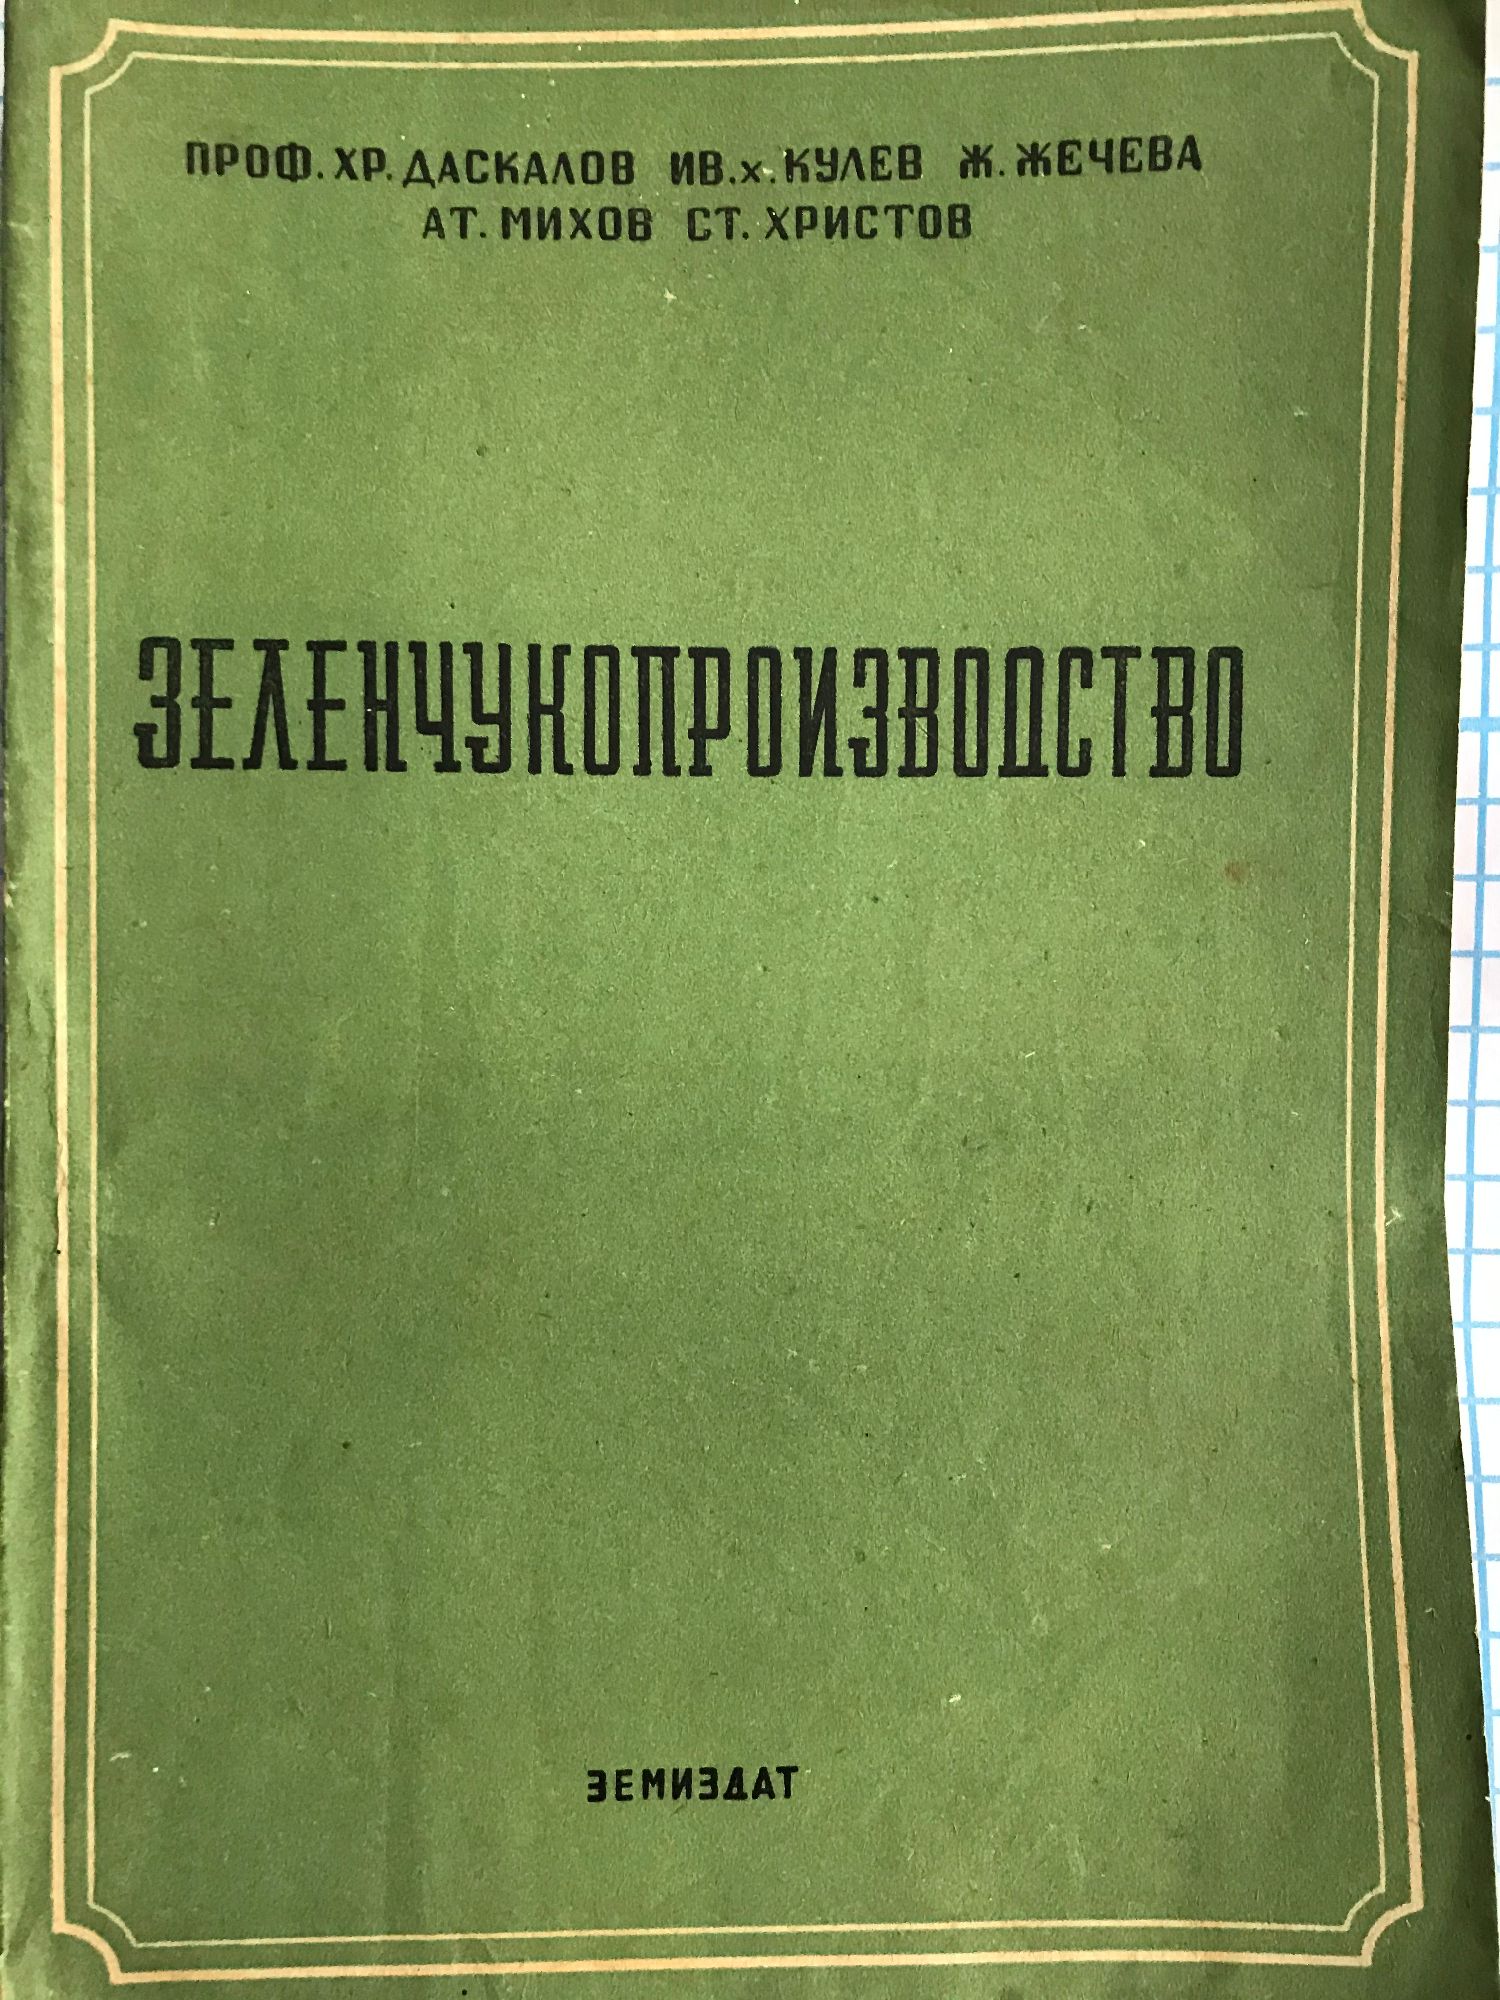 ПРОФ. ХР. ДАСКАЛОВ ИВ. х. КУЛЕВ Ж. ЖЕЧЕВА
АТ. МИХОВ СТ. ХРИСТОВ
ЗЕЛЕНЧУКОПРОИЗВОДСТВО
ЗЕМИЗДАТ